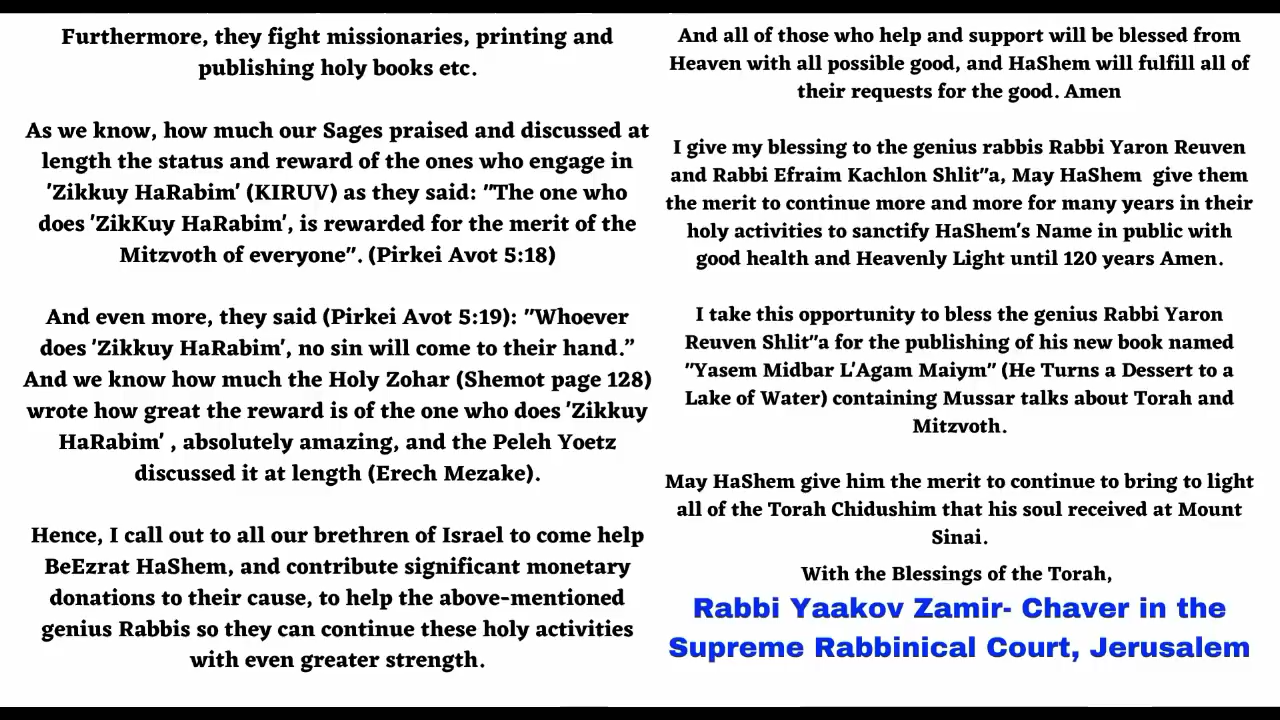 Furthermore, they fight missionaries, printing and
publishing holy books etc.
As we know, how much our Sages praised and discussed at
length the status and reward of the ones who engage in
'Zikkuy HaRabim' (KIRUV) as they said: "The one who
does 'ZikKuy HaRabim', is rewarded for the merit of the
Mitzvoth of everyone". (Pirkei Avot 5:18)
And even more, they said (Pirkei Avot 5:19): "Whoever
does 'Zikkuy HaRabim', no sin will come to their hand.”
And we know how much the Holy Zohar (Shemot page 128)
wrote how great the reward is of the one who does 'Zikkuy
HaRabim' , absolutely amazing, and the Peleh Yoetz
discussed it at length (Erech Mezake).
Hence, I call out to all our brethren of Israel to come help
BeEzrat HaShem, and contribute significant monetary
donations to their cause, to help the above-mentioned
genius Rabbis so they can continue these holy activities
with even greater strength.
And all of those who help and support will be blessed from
Heaven with all possible good, and HaShem will fulfill all of
their requests for the good. Amen
I give my blessing to the genius rabbis Rabbi Yaron Reuven
and Rabbi Efraim Kachlon Shlit"a, May HaShem give them
the merit to continue more and more for many years in their
holy activities to sanctify HaShem's Name in public with
good health and Heavenly Light until 120 years Amen.
I take this opportunity to bless the genius Rabbi Yaron
Reuven Shlit"a for the publishing of his new book named
"Yasem Midbar L'Agam Maiym" (He Turns a Dessert to a
Lake of Water) containing Mussar talks about Torah and
Mitzvoth.
May HaShem give him the merit to continue to bring to light
all of the Torah Chidushim that his soul received at Mount
Sinai.
With the Blessings of the Torah,
Rabbi Yaakov Zamir- Chaver in the
Supreme Rabbinical Court, Jerusalem